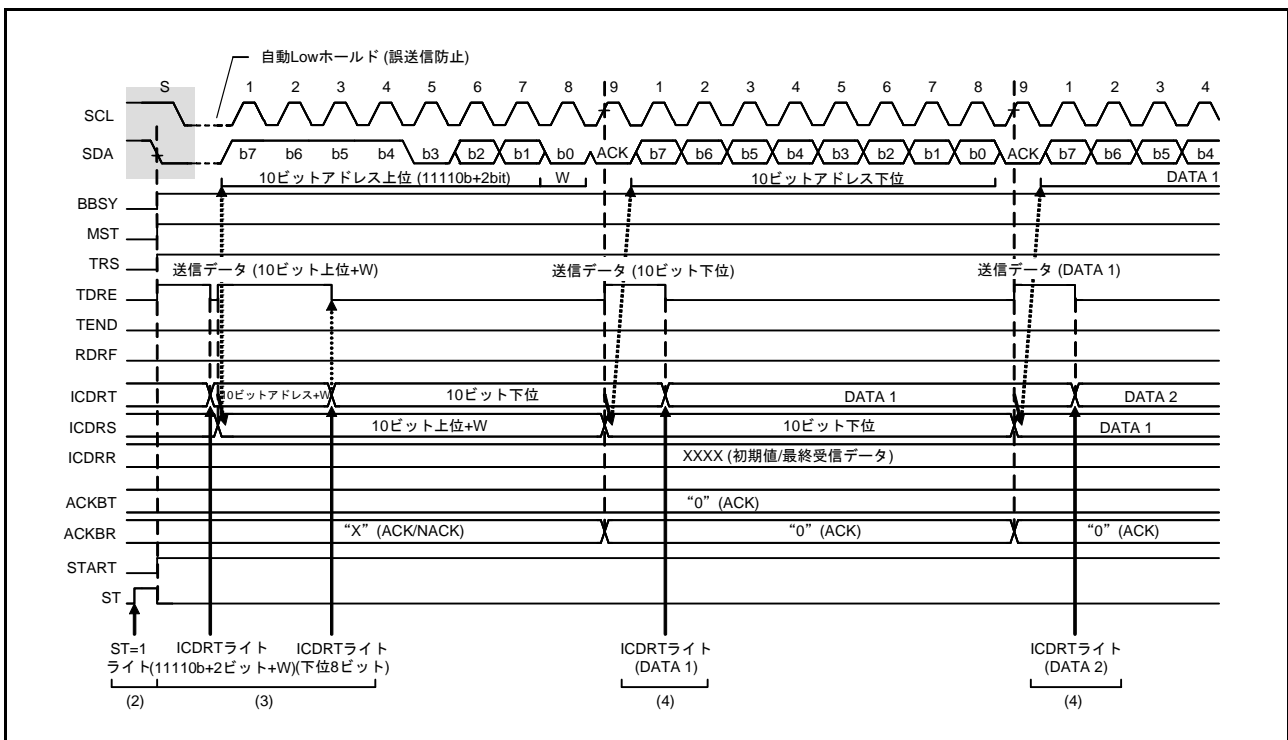 自動Lowホールド (誤送信防止)
S 1 2 3 4 5 6 7 8 9 1 2 3 4 5 6 7 8 9 1 2 3 4
SCL
SDA b7 b6 b5 b4 b3 b2 b1 b0 ACK b7 b6 b5 b4 b3 b2 b1 b0 ACK b7 b6 b5 b4
10ビットアドレス上位 (11110b+2bit) W 10ビットアドレス下位 DATA 1
BBSY
MST
TRS
送信データ (10ビット上位+W) 送信データ (10ビット下位) 送信データ (DATA 1)
TDRE
TEND
RDRF
ICDRT 10ビットアドレス+W 10ビット下位 DATA 1 DATA 2
ICDRS 10ビット上位+W 10ビット下位 DATA 1
ICDRR XXXX (初期値/最終受信データ)
ACKBT “0” (ACK)
ACKBR “X” (ACK/NACK) “0” (ACK) “0” (ACK)
START
ST
ST=1 ICDRTライト ICDRTライト ICDRTライト ICDRTライト
ライト (11110b+2ビット+W) (下位8ビット) (DATA 1) (DATA 2)
(2) (3) (4) (4)